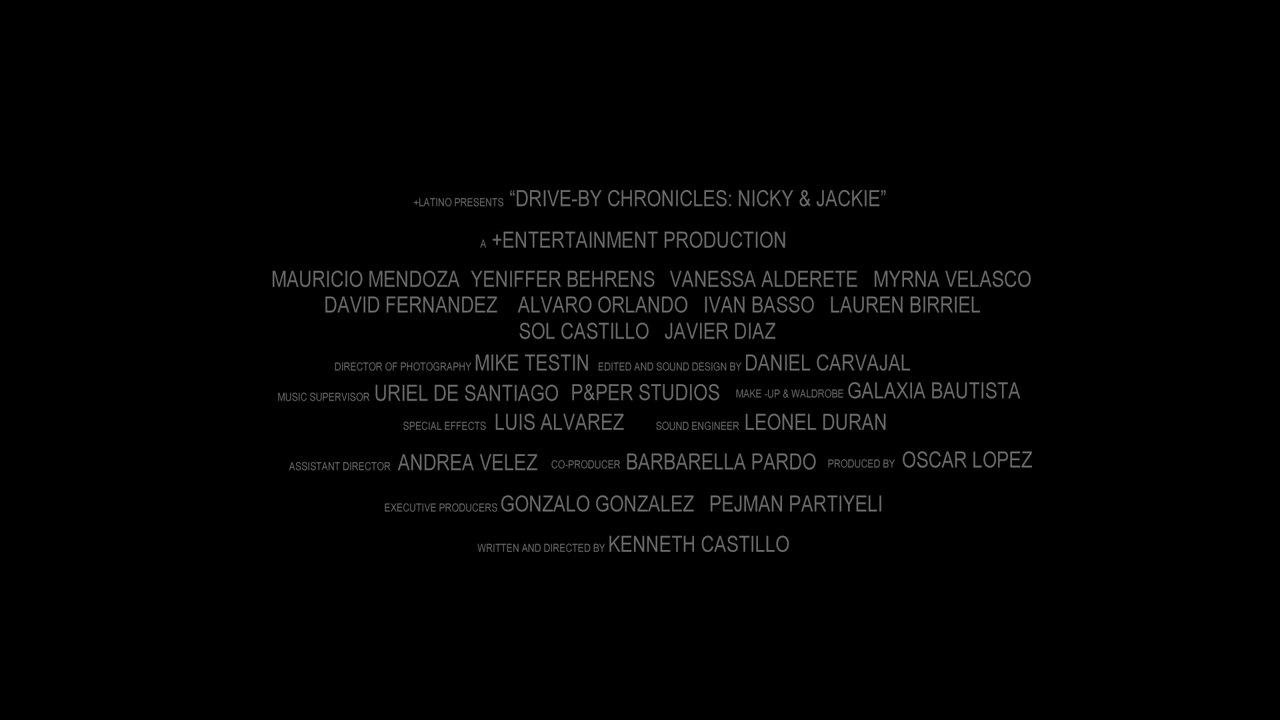 +LATINO PRESENTS “DRIVE-BY CHRONICLES: NICKY & JACKIE”
A +ENTERTAINMENT PRODUCTION
MAURICIO MENDOZA YENIFFER BEHRENS VANESSA ALDERETE MYRNA VELASCO
DAVID FERNANDEZ ALVARO ORLANDO IVAN BASSO LAUREN BIRRIEL
SOL CASTILLO JAVIER DIAZ
DIRECTOR OF PHOTOGRAPHY MIKE TESTIN EDITED AND SOUND DESIGN BY DANIEL CARVAJAL
MUSIC SUPERVISOR URIEL DE SANTIAGO P&PER STUDIOS MAKE -UP & WALDROBE GALAXIA BAUTISTA
SPECIAL EFFECTS LUIS ALVAREZ SOUND ENGINEER LEONEL DURAN
ASSISTANT DIRECTOR ANDREA VELEZ CO-PRODUCER BARBARELLA PARDO PRODUCED BY OSCAR LOPEZ
EXECUTIVE PRODUCERS GONZALO GONZALEZ PEJMAN PARTIYELI
WRITTEN AND DIRECTED BY KENNETH CASTILLO